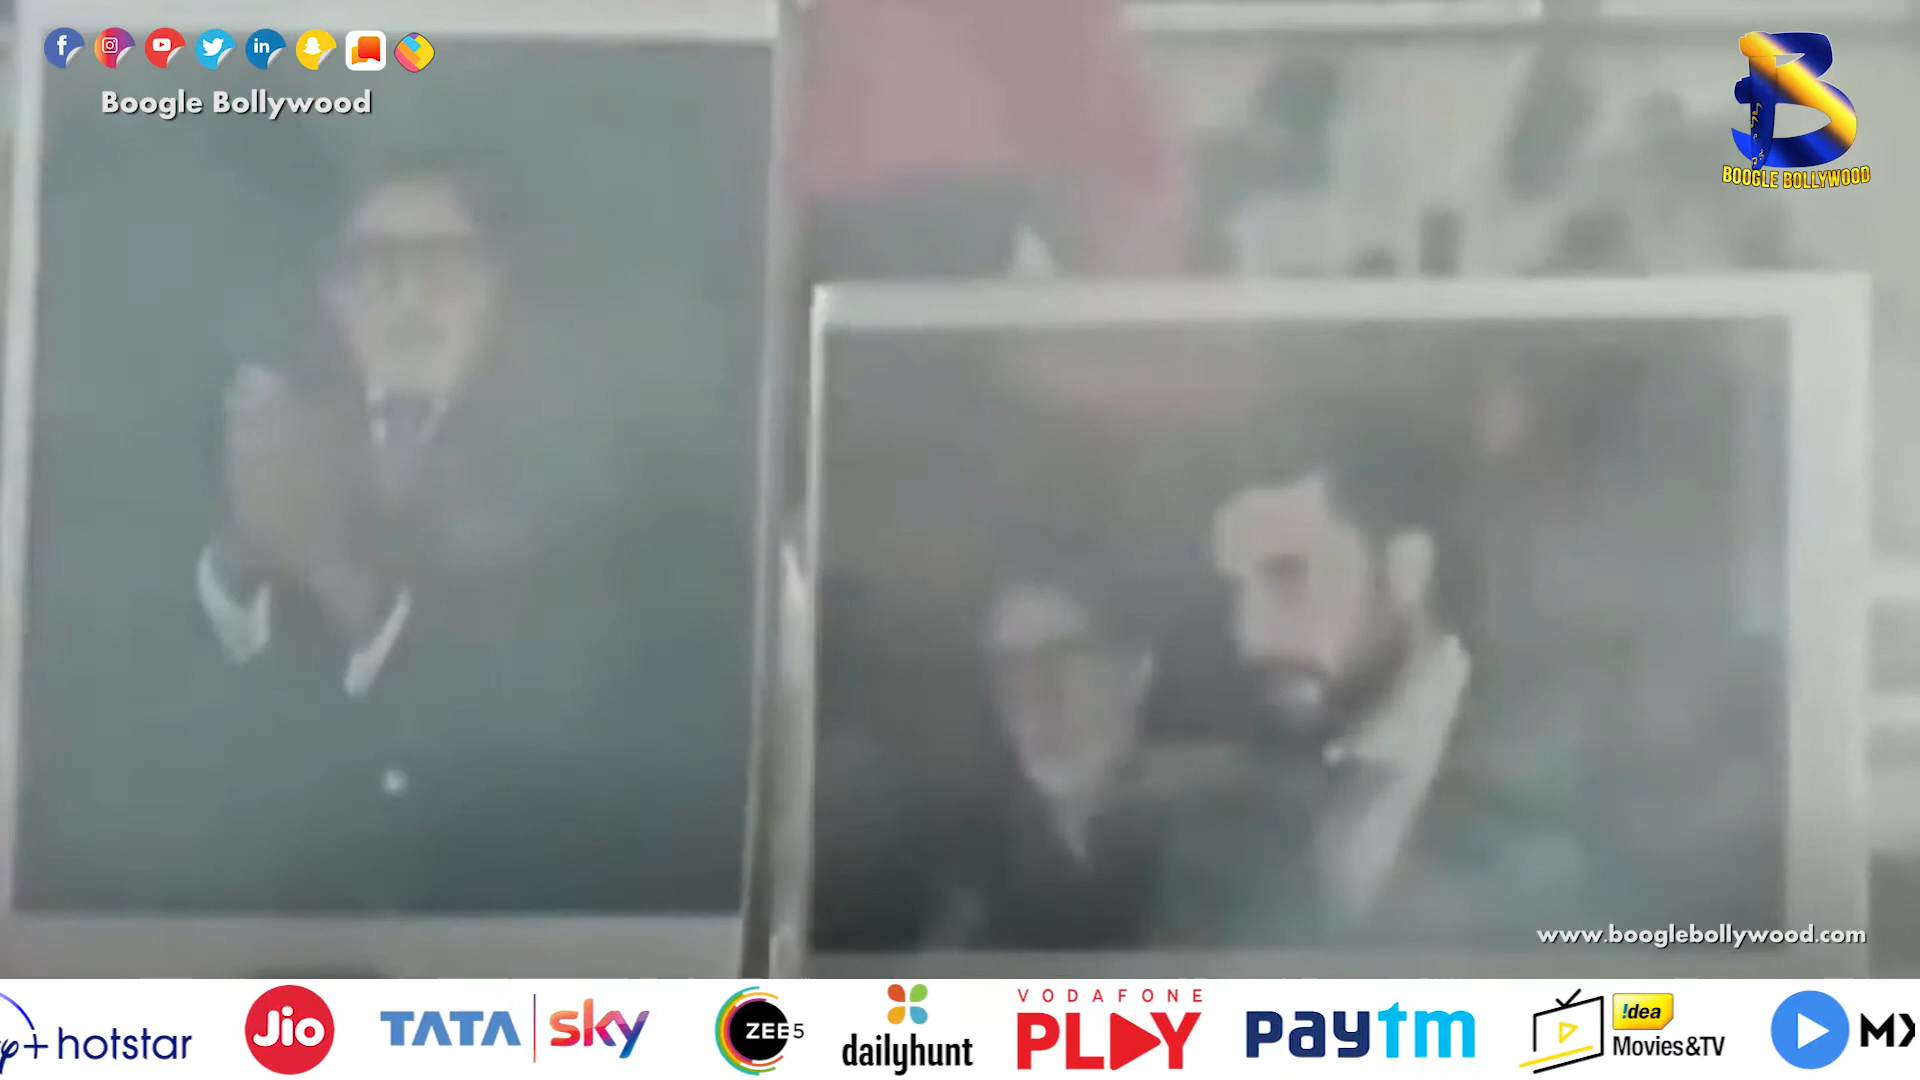 Boogle Bollywood
BOOGLE BOLLYWOOD
www.booglebollywood.com
+ hotstar
Jio
TATA sky
ZEE5
dailyhunt
VODAFONE
PLAY
paytm
!dea
Movies&TV
MX